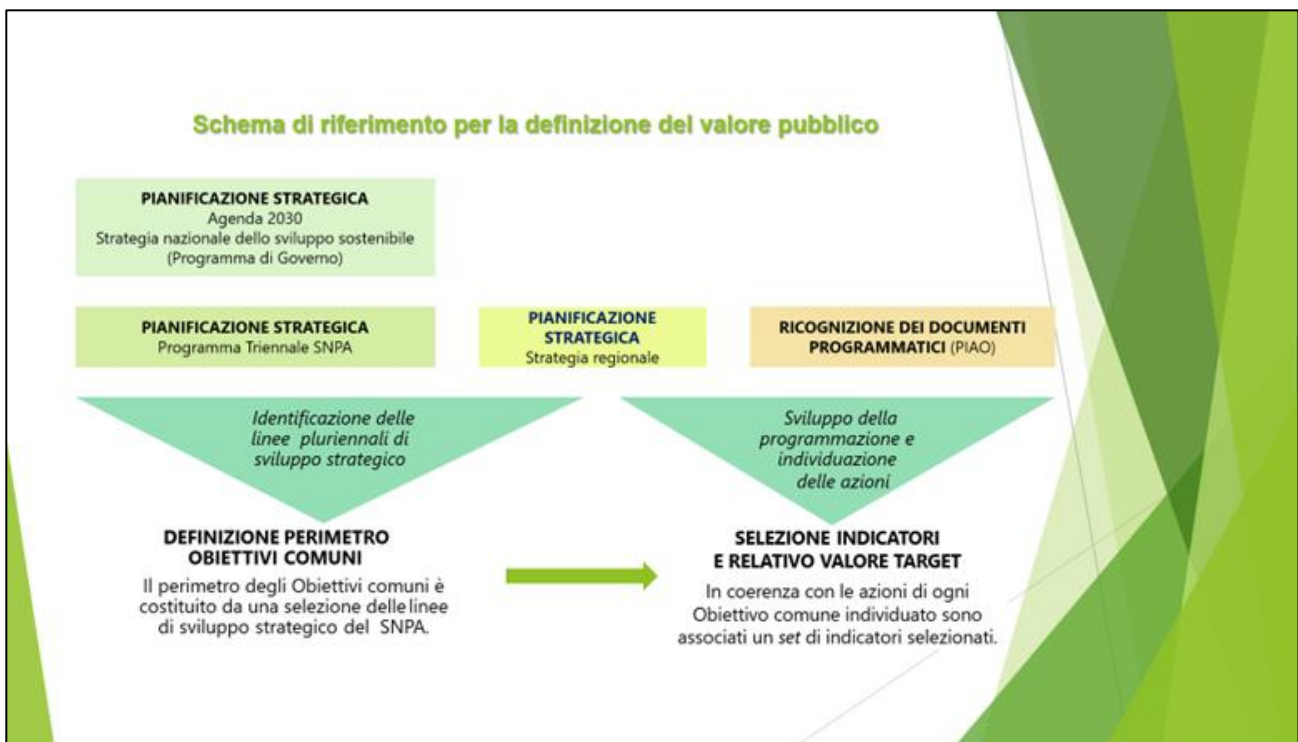 Schema di riferimento per la definizione del valore pubblico
PIANIFICAZIONE STRATEGICA
Agenda 2030
Strategia nazionale dello sviluppo sostenibile
(Programma di Governo)
PIANIFICAZIONE STRATEGICA
Programma Triennale SNPA
PIANIFICAZIONE
STRATEGICA
Strategia regionale
RICOGNIZIONE DEI DOCUMENTI
PROGRAMMATICI (PIAO)
Identificazione delle
linee pluriennali di
sviluppo strategico
Sviluppo della
programmazione e
individuazione
delle azioni
DEFINIZIONE PERIMETRO
OBIETTIVI COMUNI
Il perimetro degli Obiettivi comuni è
costituito da una selezione delle linee
di sviluppo strategico del SNPA.
SELEZIONE INDICATORI
E RELATIVO VALORE TARGET
In coerenza con le azioni di ogni
Obiettivo comune individuato sono
associati un set di indicatori selezionati.